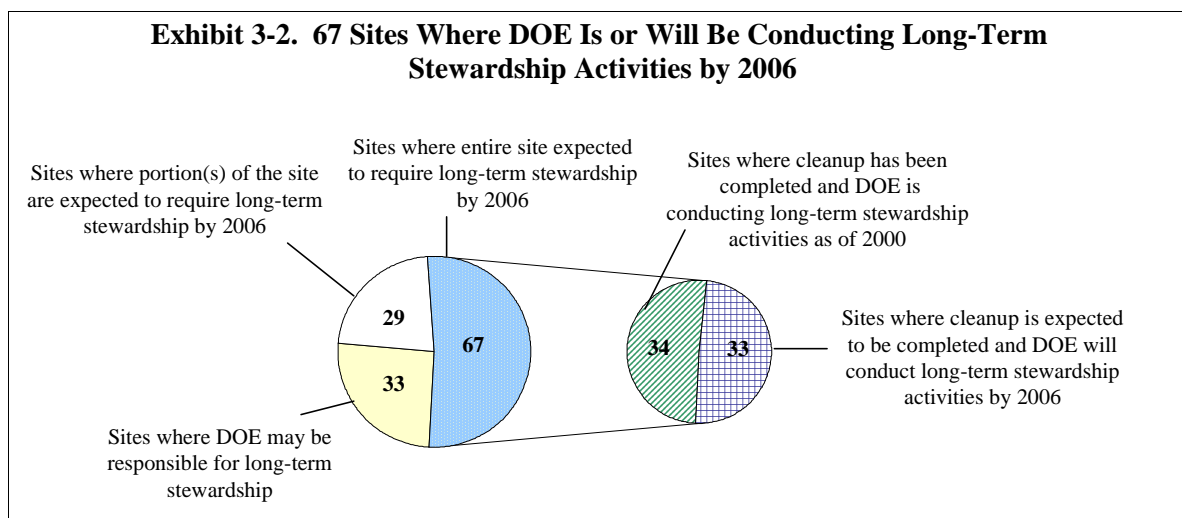 Exhibit 3-2. 67 Sites Where DOE Is or Will Be Conducting Long-Term
Stewardship Activities by 2006
Sites where portion(s) of the site
are expected to require long-term
stewardship by 2006
Sites where entire site expected
to require long-term stewardship
by 2006
Sites where cleanup has been
completed and DOE is
conducting long-term stewardship
activities as of 2000
29
67
33
34
33
Sites where cleanup is expected
to be completed and DOE will
conduct long-term stewardship
activities by 2006
Sites where DOE may be
responsible for long-term
stewardship